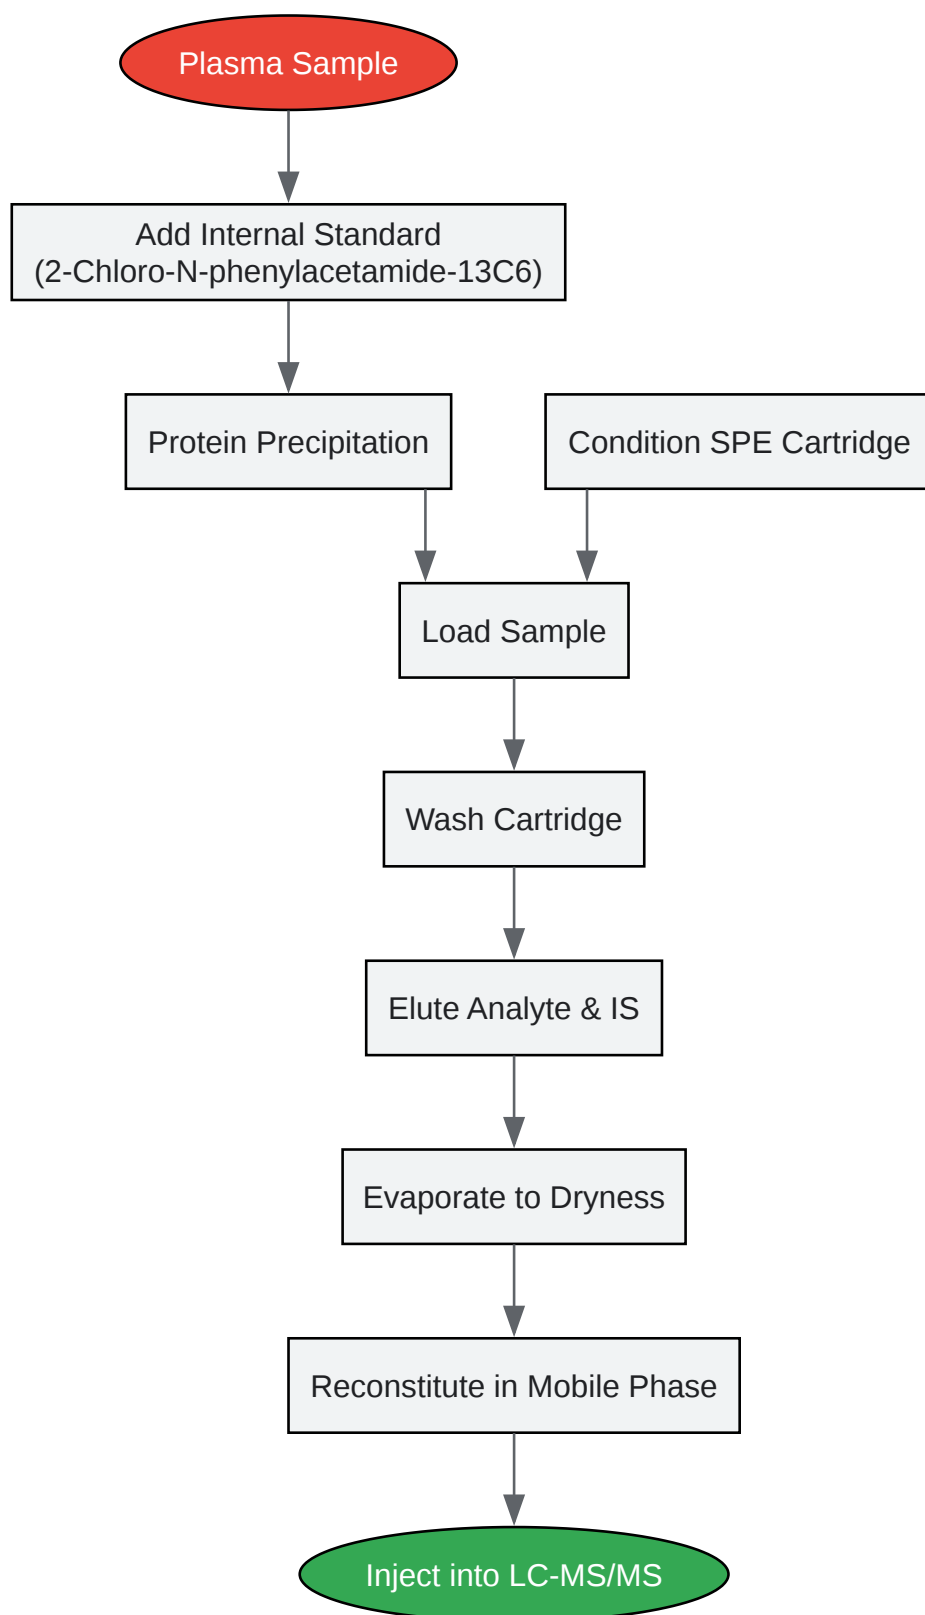 Plasma Sample
Add Internal Standard
(2-Chloro-N-phenylacetamide-13C6)
Protein Precipitation
Condition SPE Cartridge
Load Sample
Wash Cartridge
Elute Analyte & IS
Evaporate to Dryness
Reconstitute in Mobile Phase
Inject into LC-MS/MS